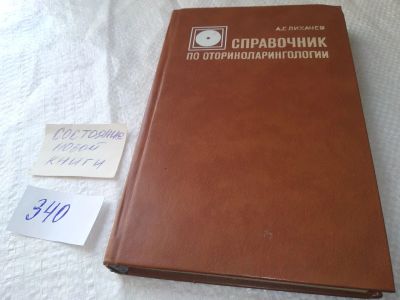 А.Г. ЛИХАЧЕВ
СПРАВОЧНИК
ПО ОТОРИНОЛАРИНГОЛОГИИ
СОСТОЯНИЕ
НОВОЙ
КНИГИ
340